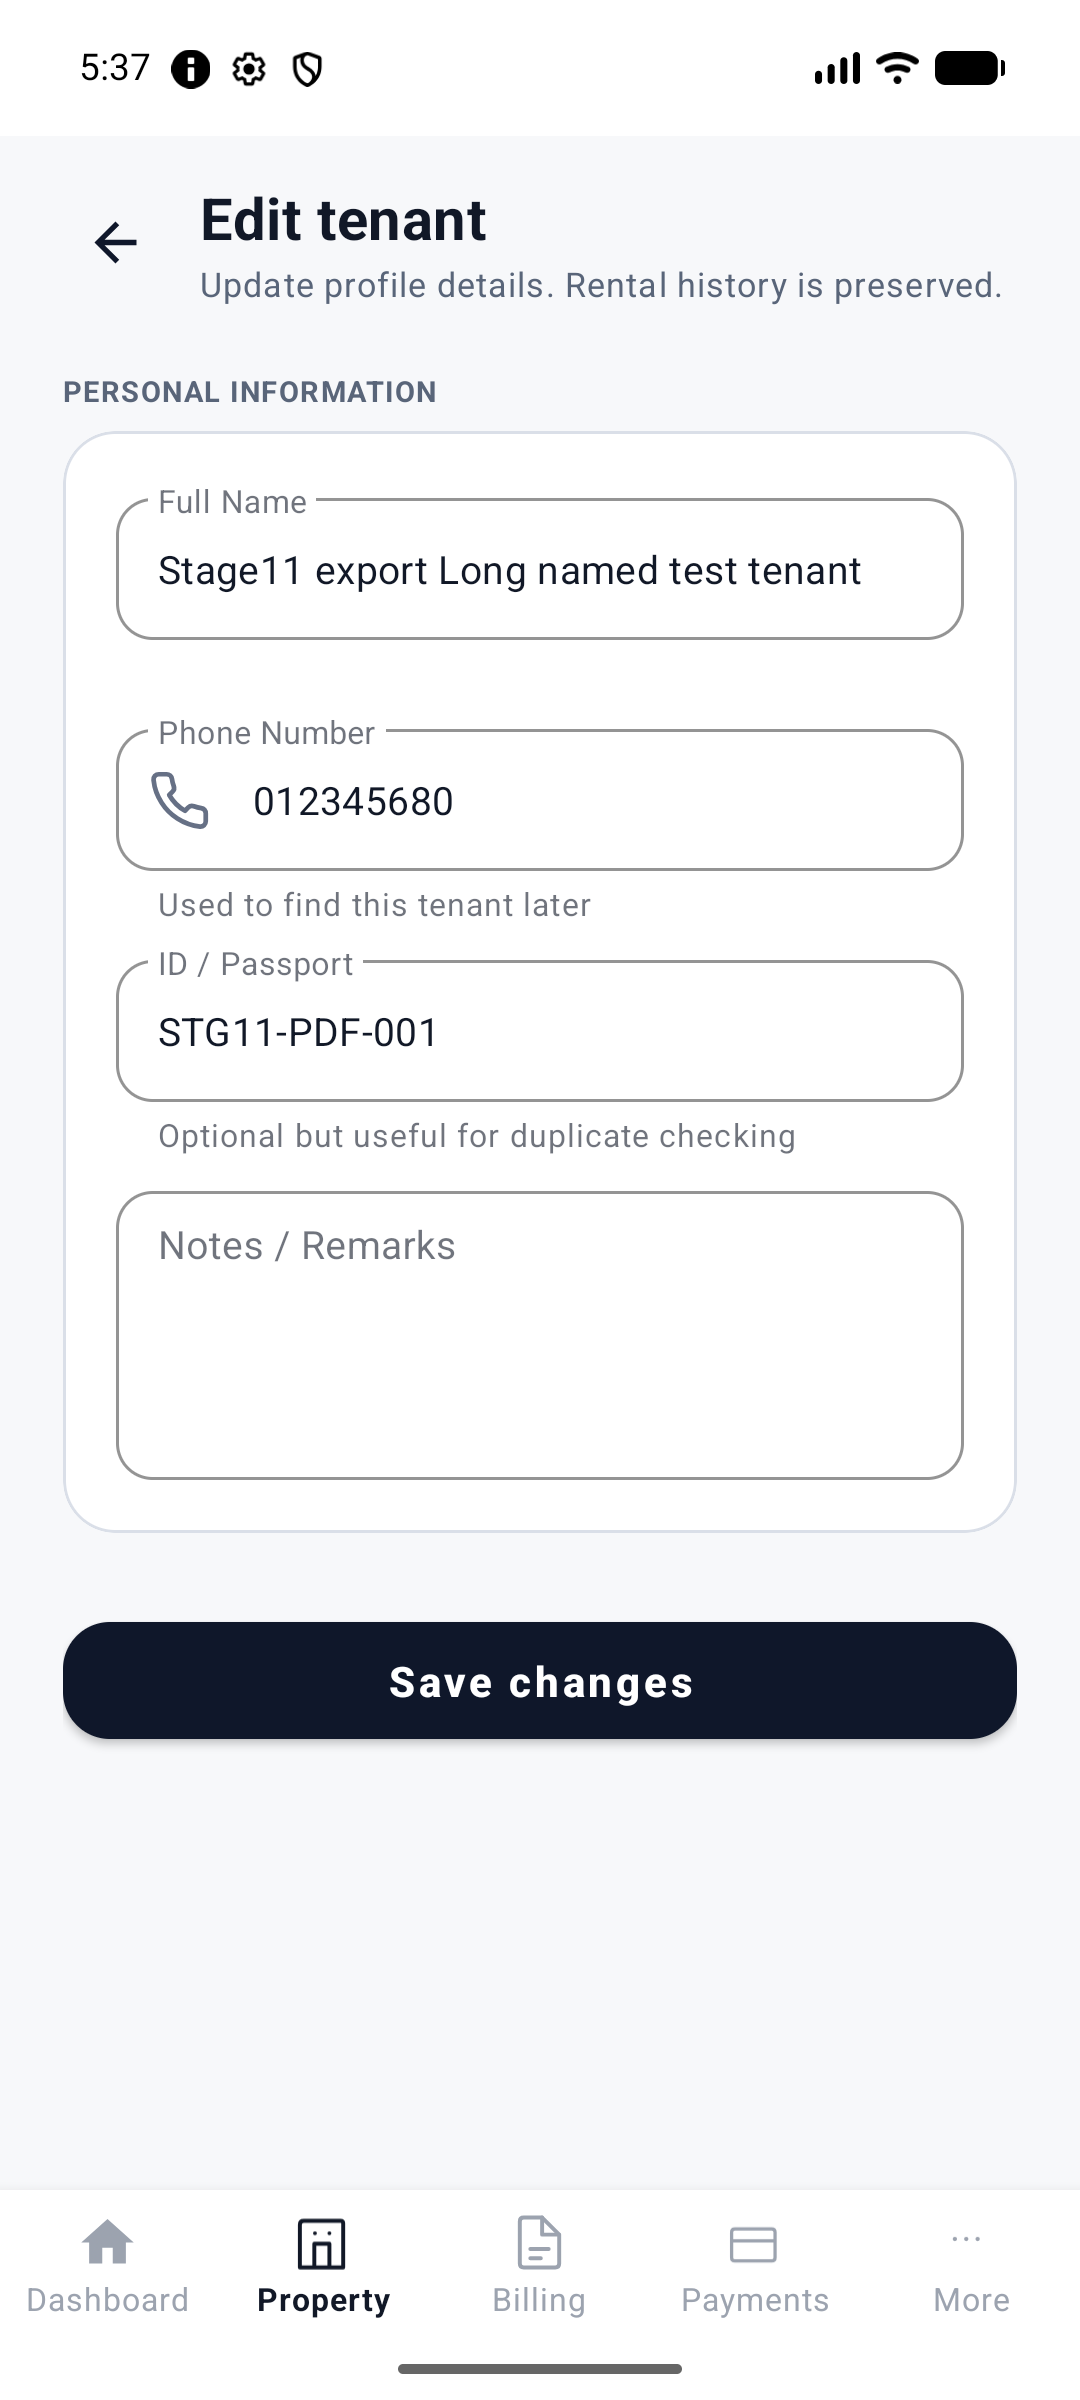 5:37
Edit tenant
Update profile details. Rental history is preserved.
PERSONAL INFORMATION
Full Name
Stage11 export Long named test tenant
Phone Number
012345680
Used to find this tenant later
ID / Passport
STG11-PDF-001
Optional but useful for duplicate checking
Notes / Remarks
Save changes
Dashboard
Property
Billing
Payments
More